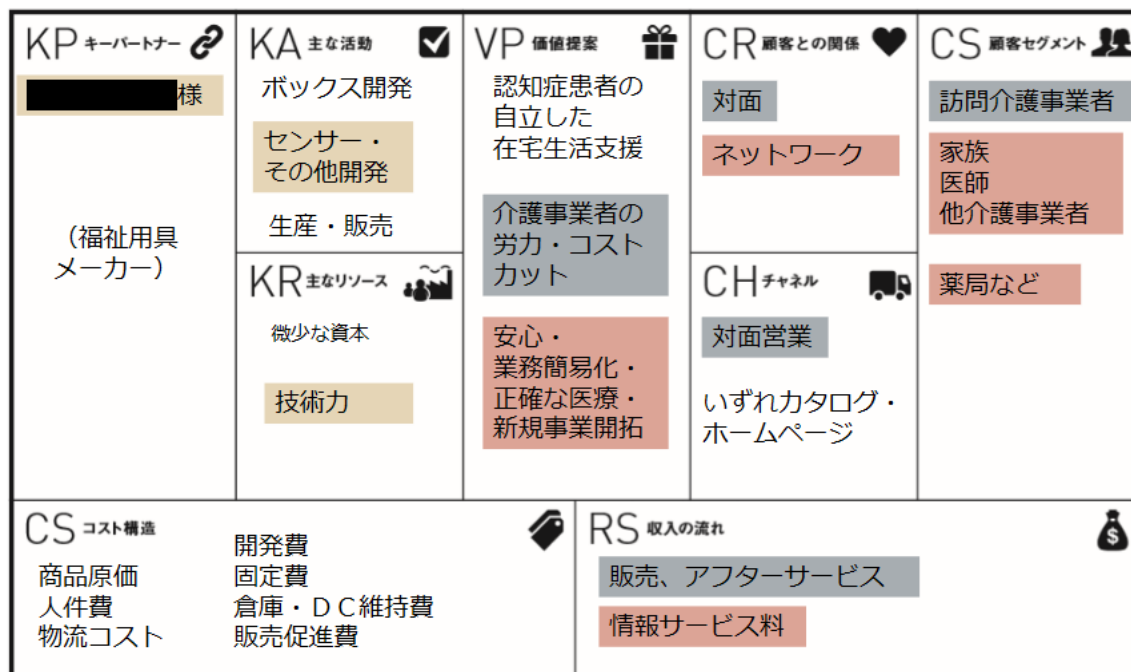 KP キーパートナー
様
（福祉用具
メーカー）
KA 主な活動
ボックス開発
センサー・
その他開発
生産・販売
KR 主なリソース
微少な資本
技術力
VP 価値提案
認知症患者の
自立した
在宅生活支援
介護事業者の
労力・コスト
カット
安心・
業務簡易化・
正確な医療・
新規事業開拓
CR 顧客との関係
対面
ネットワーク
CH チャネル
対面営業
いずれカタログ・
ホームページ
CS 顧客セグメント
訪問介護事業者
家族
医師
他介護事業者
薬局など
CS コスト構造
商品原価
人件費
物流コスト
開発費
固定費
倉庫・ＤＣ維持費
販売促進費
RS 収入の流れ
$
販売、アフターサービス
情報サービス料